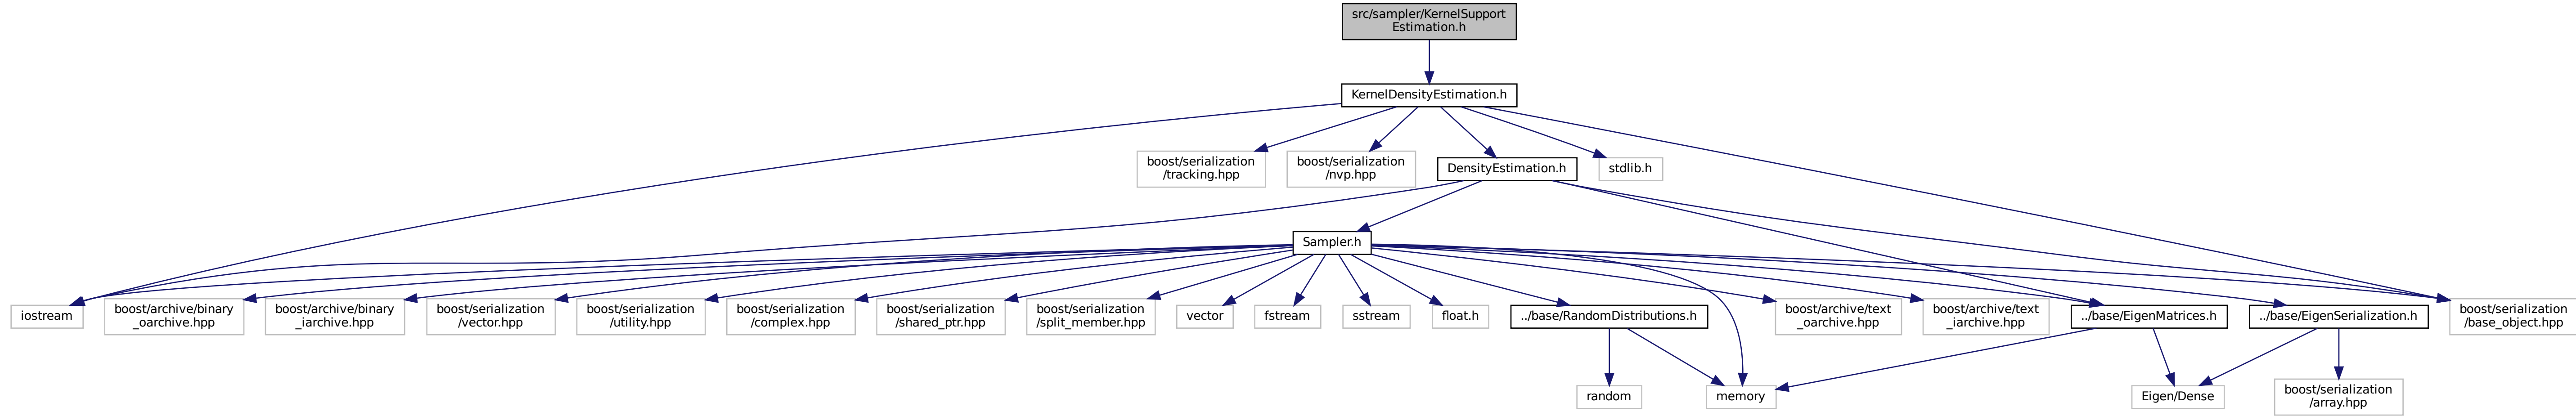 src/sampler/KernelSupport
Estimation.h
KernelDensityEstimation.h
boost/serialization
/tracking.hpp
boost/serialization
/nvp.hpp
DensityEstimation.h
stdlib.h
Sampler.h
iostream
boost/archive/binary
_oarchive.hpp
boost/archive/binary
_iarchive.hpp
boost/serialization
/vector.hpp
boost/serialization
/utility.hpp
boost/serialization
/complex.hpp
boost/serialization
/shared_ptr.hpp
boost/serialization
/split_member.hpp
vector
fstream
sstream
float.h
../base/RandomDistributions.h
boost/archive/text
_oarchive.hpp
boost/archive/text
_iarchive.hpp
../base/EigenMatrices.h
../base/EigenSerialization.h
boost/serialization
/base_object.hpp
random
memory
Eigen/Dense
boost/serialization
/array.hpp